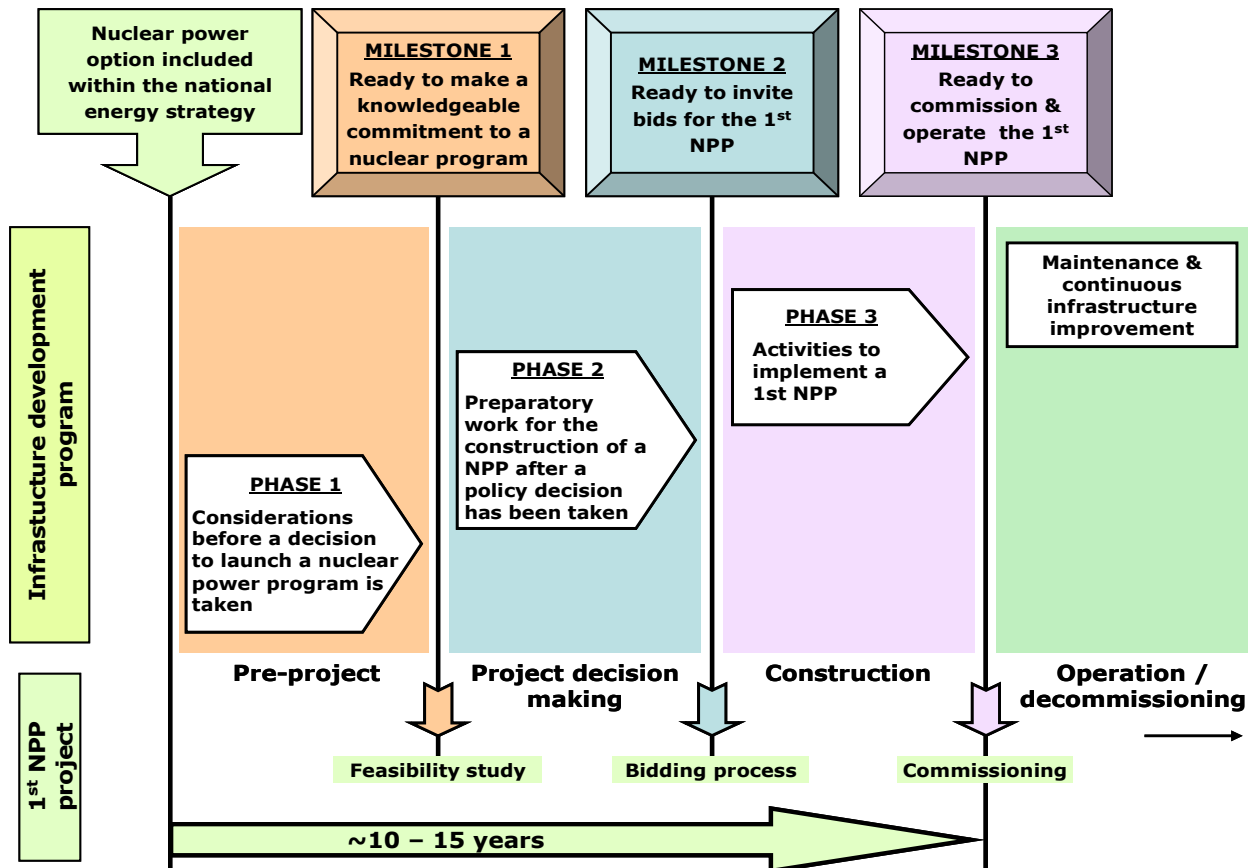 Nuclear power
option included
within the national
energy strategy
MILESTONE 1
Ready to make a
knowledgeable
commitment to a
nuclear program
MILESTONE 2
Ready to invite
bids for the 1st
NPP
MILESTONE 3
Ready to
commission &
operate the 1st
NPP
Infrastucture development
program
PHASE 1
Considerations
before a decision
to launch a nuclear
power program is
taken
PHASE 2
Preparatory
work for the
construction of a
NPP after a
policy decision
has been taken
PHASE 3
Activities to
implement a
1st NPP
Maintenance &
continuous
infrastructure
improvement
Pre-project
Project decision
making
Construction
Operation /
decommissioning
1st NPP
project
Feasibility study
Bidding process
Commissioning
~10 – 15 years